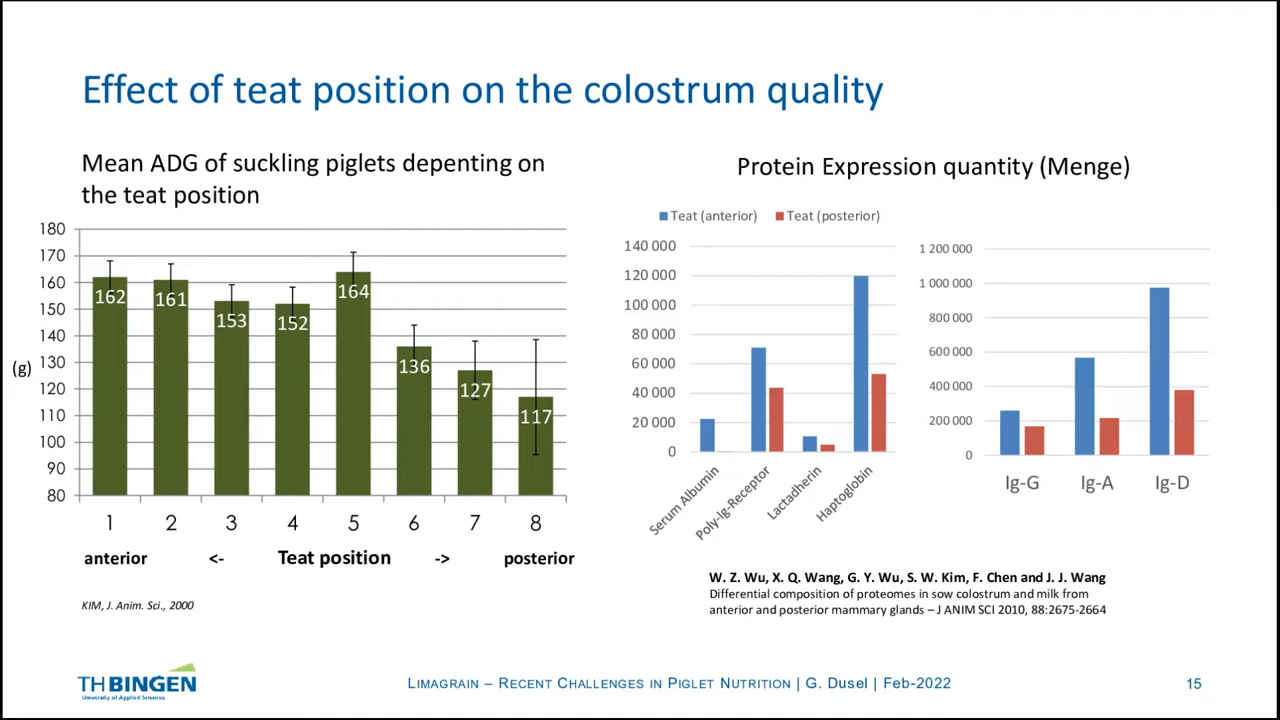 Effect of teat position on the colostrum quality
Mean ADG of suckling piglets depenting on
the teat position
180
170
160
150
140
130
120
110
100
90
80
(g)
162
161
153
152
164
136
127
117
1 2 3 4 5 6 7 8
anterior <- Teat position -> posterior
KIM, J. Anim. Sci., 2000
Protein Expression quantity (Menge)
Teat (anterior) Teat (posterior)
140 000
120 000
100 000
80 000
60 000
40 000
20 000
0
Serum Albumin
Poly-Ig-Receptor
Lactadherin
Haptoglobin
1 200 000
1 000 000
800 000
600 000
400 000
200 000
0
Ig-G Ig-A Ig-D
W. Z. Wu, X. Q. Wang, G. Y. Wu, S. W. Kim, F. Chen and J. J. Wang
Differential composition of proteomes in sow colostrum and milk from
anterior and posterior mammary glands – J ANIM SCI 2010, 88:2675-2664
TH BINGEN
University of Applied Sciences
LIMAGRAIN – RECENT CHALLENGES IN PIGLET NUTRITION | G. Dusel | Feb-2022
15